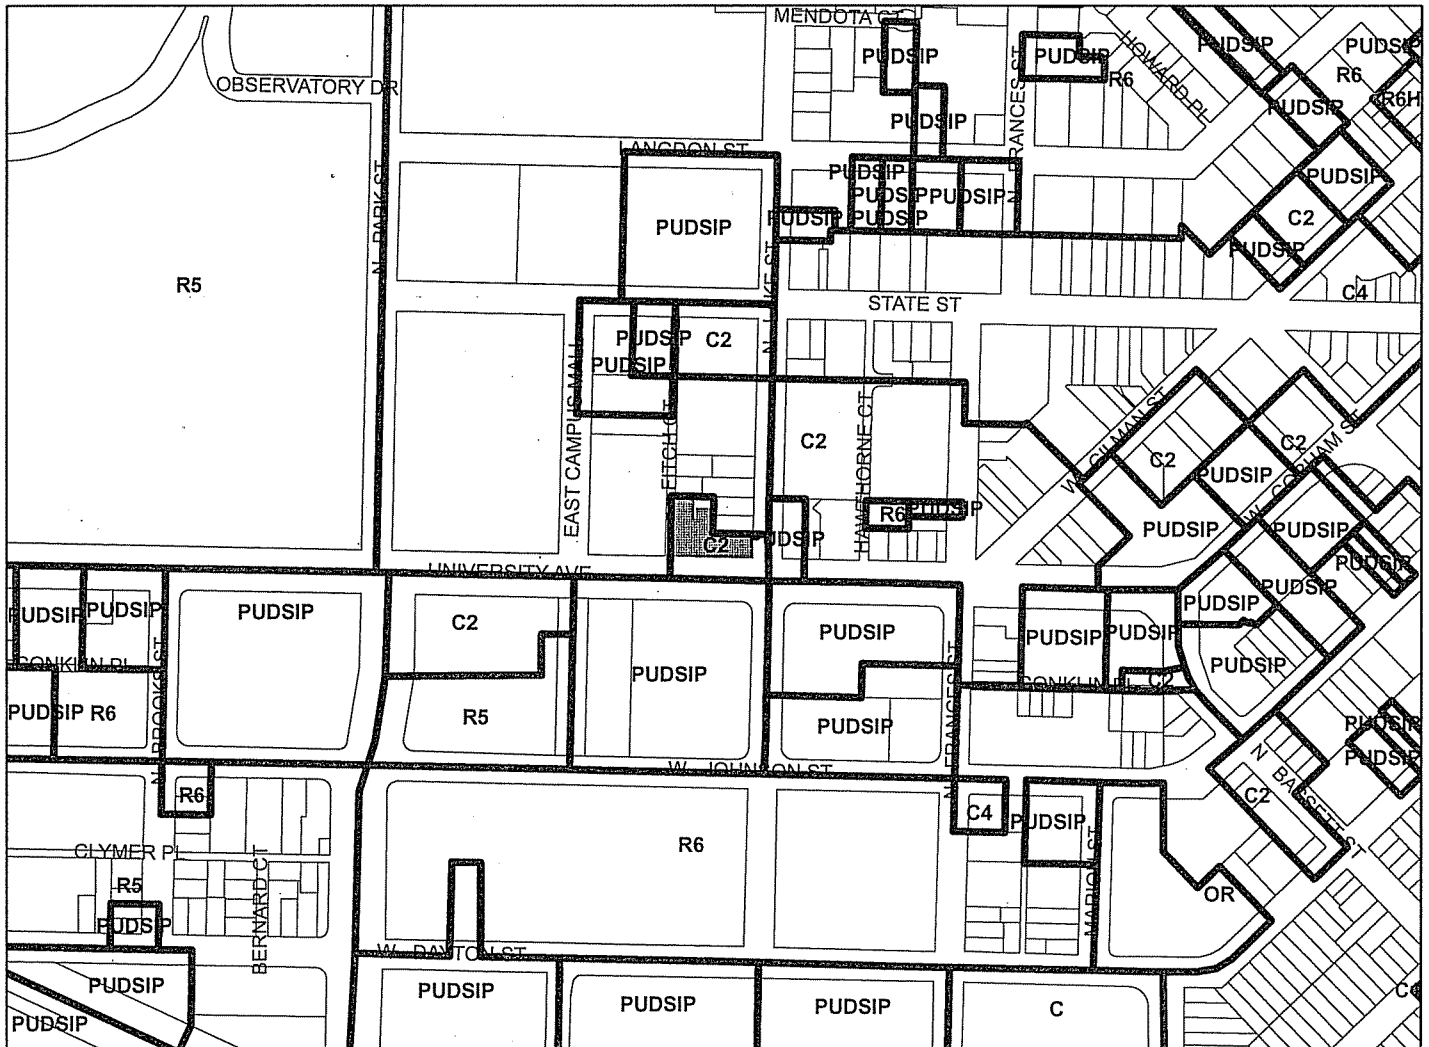 MENDOTA CT
PUDSIP
PUDSIP
R6
HOWARD PL
PUDSIP
PUDSIP
R6
R6H
PUDSIP
OBSERVATORY DR
PUDSIP
N FRANCES ST
LANGDON ST
N PARK ST
PUDSIP
PUDSIP
PUDSIP
PUDSIP
PUDSIP
PUDSIP
PUDSIP
C2
PUDSIP
R5
N LAKE ST
STATE ST
C4
PUDSIP
C2
PUDSIP
EAST CAMPUS MALL
FITCH CT
C2
HAWTHORNE CT
W GILMAN ST
C2
C2
W GORHAM ST
PUDSIP
R6
PUDSIP
C2
PUDSIP
PUDSIP
PUDSIP
PUDSIP
UNIVERSITY AVE
PUDSIP
PUDSIP
PUDSIP
PUDSIP
C2
PUDSIP
PUDSIP
PUDSIP
PUDSIP
PUDSIP
CONKLIN PL
N BROOKS ST
PUDSIP
PUDSIP
R6
R5
PUDSIP
N FRANCES ST
CONKLIN PL
C2
PUDSIP
PUDSIP
N BASSETT ST
W JOHNSON ST
R6
C4
PUDSIP
C2
CLYMER PL
R6
R5
PUDSIP
BERNARD CT
MARION ST
OR
W DAYTON ST
PUDSIP
PUDSIP
PUDSIP
PUDSIP
PUDSIP
C